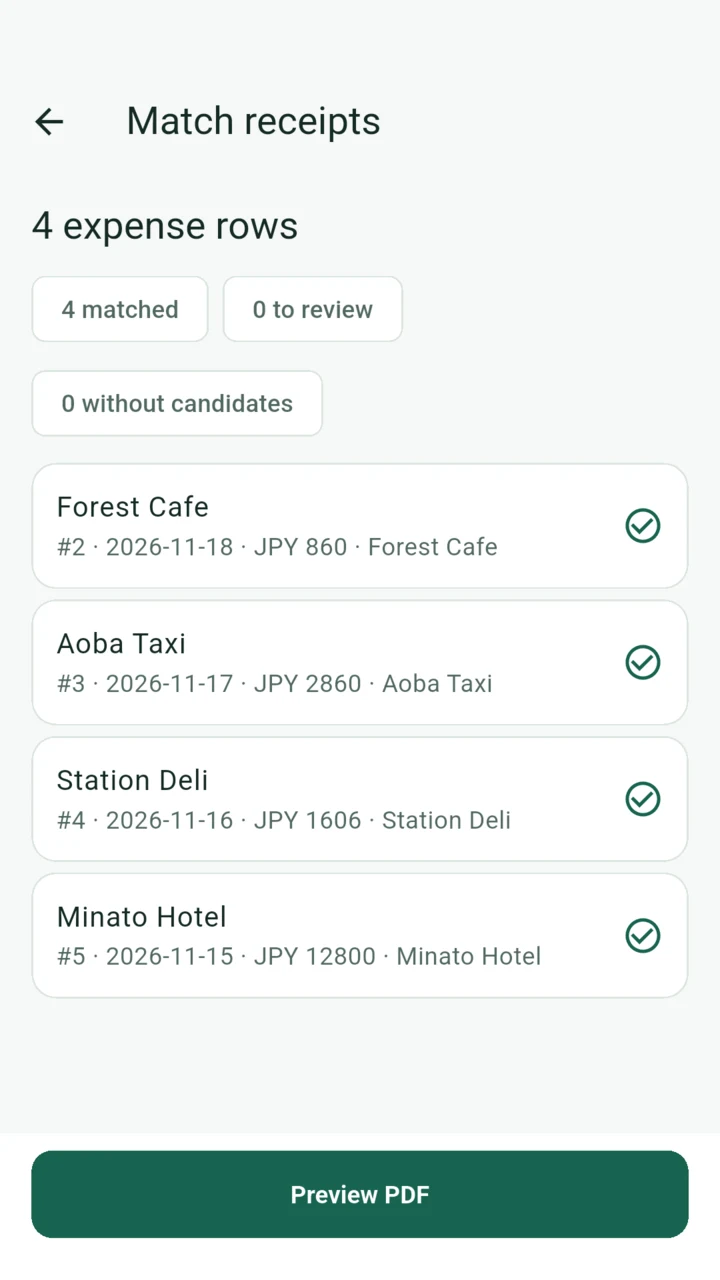 Match receipts
4 expense rows
4 matched
0 to review
0 without candidates
Forest Cafe
#2 · 2026-11-18 · JPY 860 · Forest Cafe
Aoba Taxi
#3 · 2026-11-17 · JPY 2860 · Aoba Taxi
Station Deli
#4 · 2026-11-16 · JPY 1606 · Station Deli
Minato Hotel
#5 · 2026-11-15 · JPY 12800 · Minato Hotel
Preview PDF